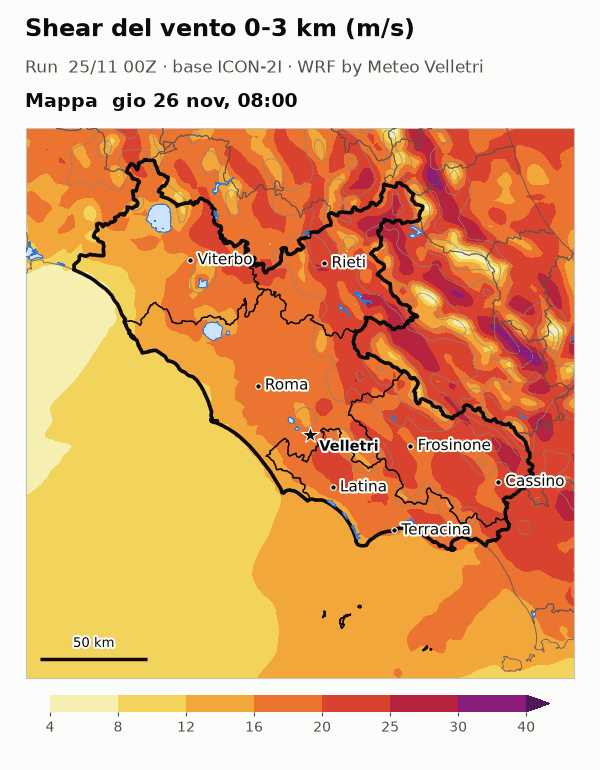 Shear del vento 0-3 km (m/s)
Run  25/11 00Z · base ICON-2I · WRF by Meteo Velletri
Mappa  gio 26 nov, 08:00
Viterbo
Rieti
Roma
Velletri
Frosinone
Cassino
Latina
Terracina
50 km
4 8 12 16 20 25 30 40